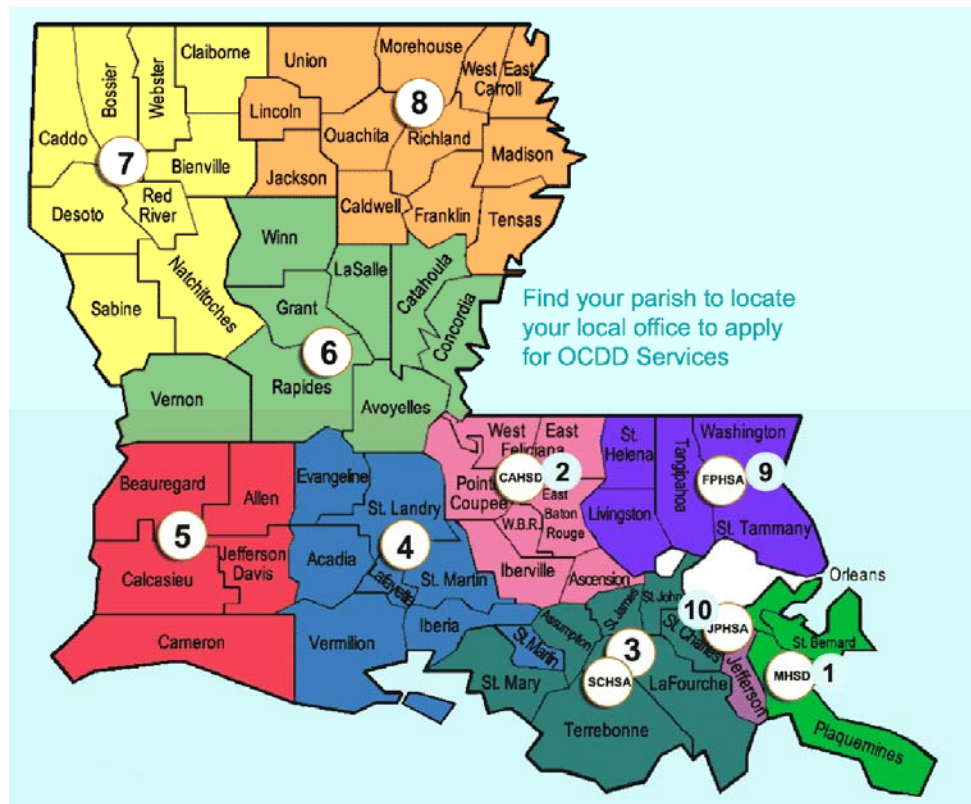 Claiborne
Union
Morehouse
West East
Carroll
Bossier
Webster
8
Lincoln
Ouachita
Richland
Caddo
7
Bienville
Madison
Jackson
Red
River
Caldwell
Franklin
Tensas
Desoto
Winn
LaSalle
Catahoula
Natchitoches
Concordia
Sabine
Grant
Find your parish to locate
your local office to apply
for OCDD Services
6
Rapides
Vernon
Avoyelles
West East
Feliciana
St.
Helena
Washington
Tangipahoa
Beauregard
Evangeline
CAHSD
2
FPHSA
9
Allen
Point
Coupee
East
Baton
Rouge
St. Landry
W.B.R.
Livingston
St. Tammany
5
4
Acadia
Jefferson
Davis
Calcasieu
Lafayette
St. Martin
Iberville
Ascension
Orleans
St. James
St. John
10
JPHSA
Cameron
Vermilion
Iberia
Assumption
St. Charles
St. Bernard
St. Martin
3
SCHSA
St. Mary
LaFourche
Jefferson
MHSD
1
Terrebonne
Plaquemines